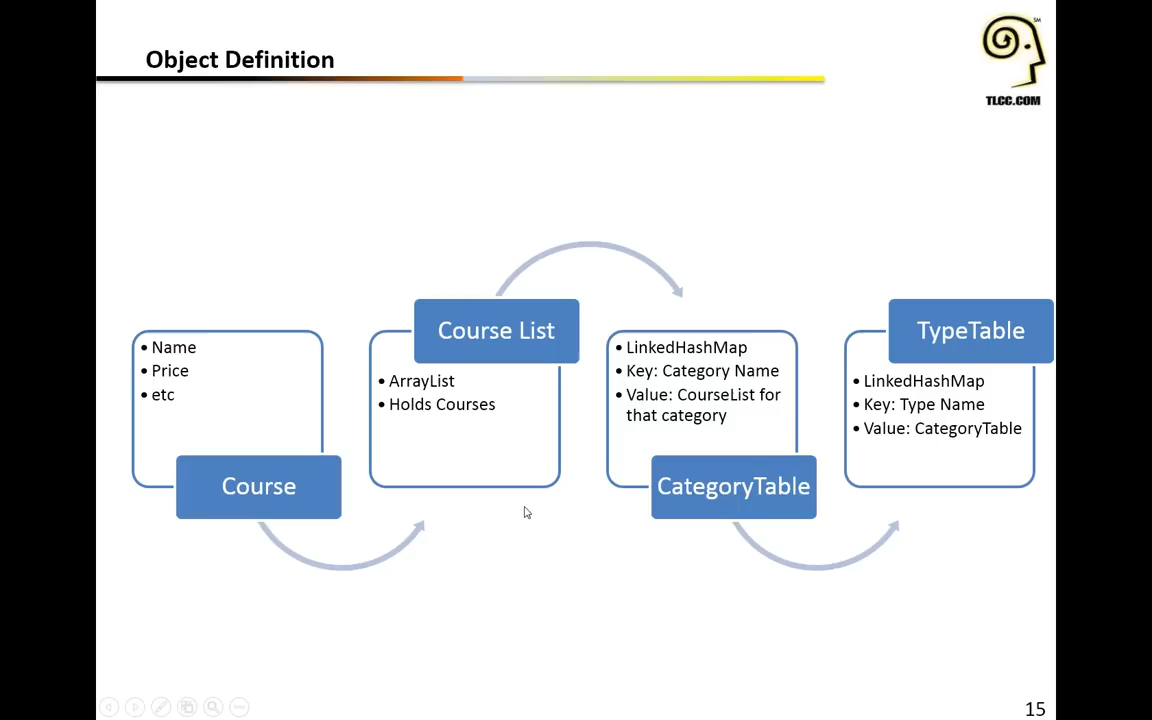 Object Definition
SM
TLCC.COM
• Name
• Price
• etc
Course
Course List
• ArrayList
• Holds Courses
• LinkedHashMap
• Key: Category Name
• Value: CourseList for
that category
CategoryTable
TypeTable
• LinkedHashMap
• Key: Type Name
• Value: CategoryTable
15